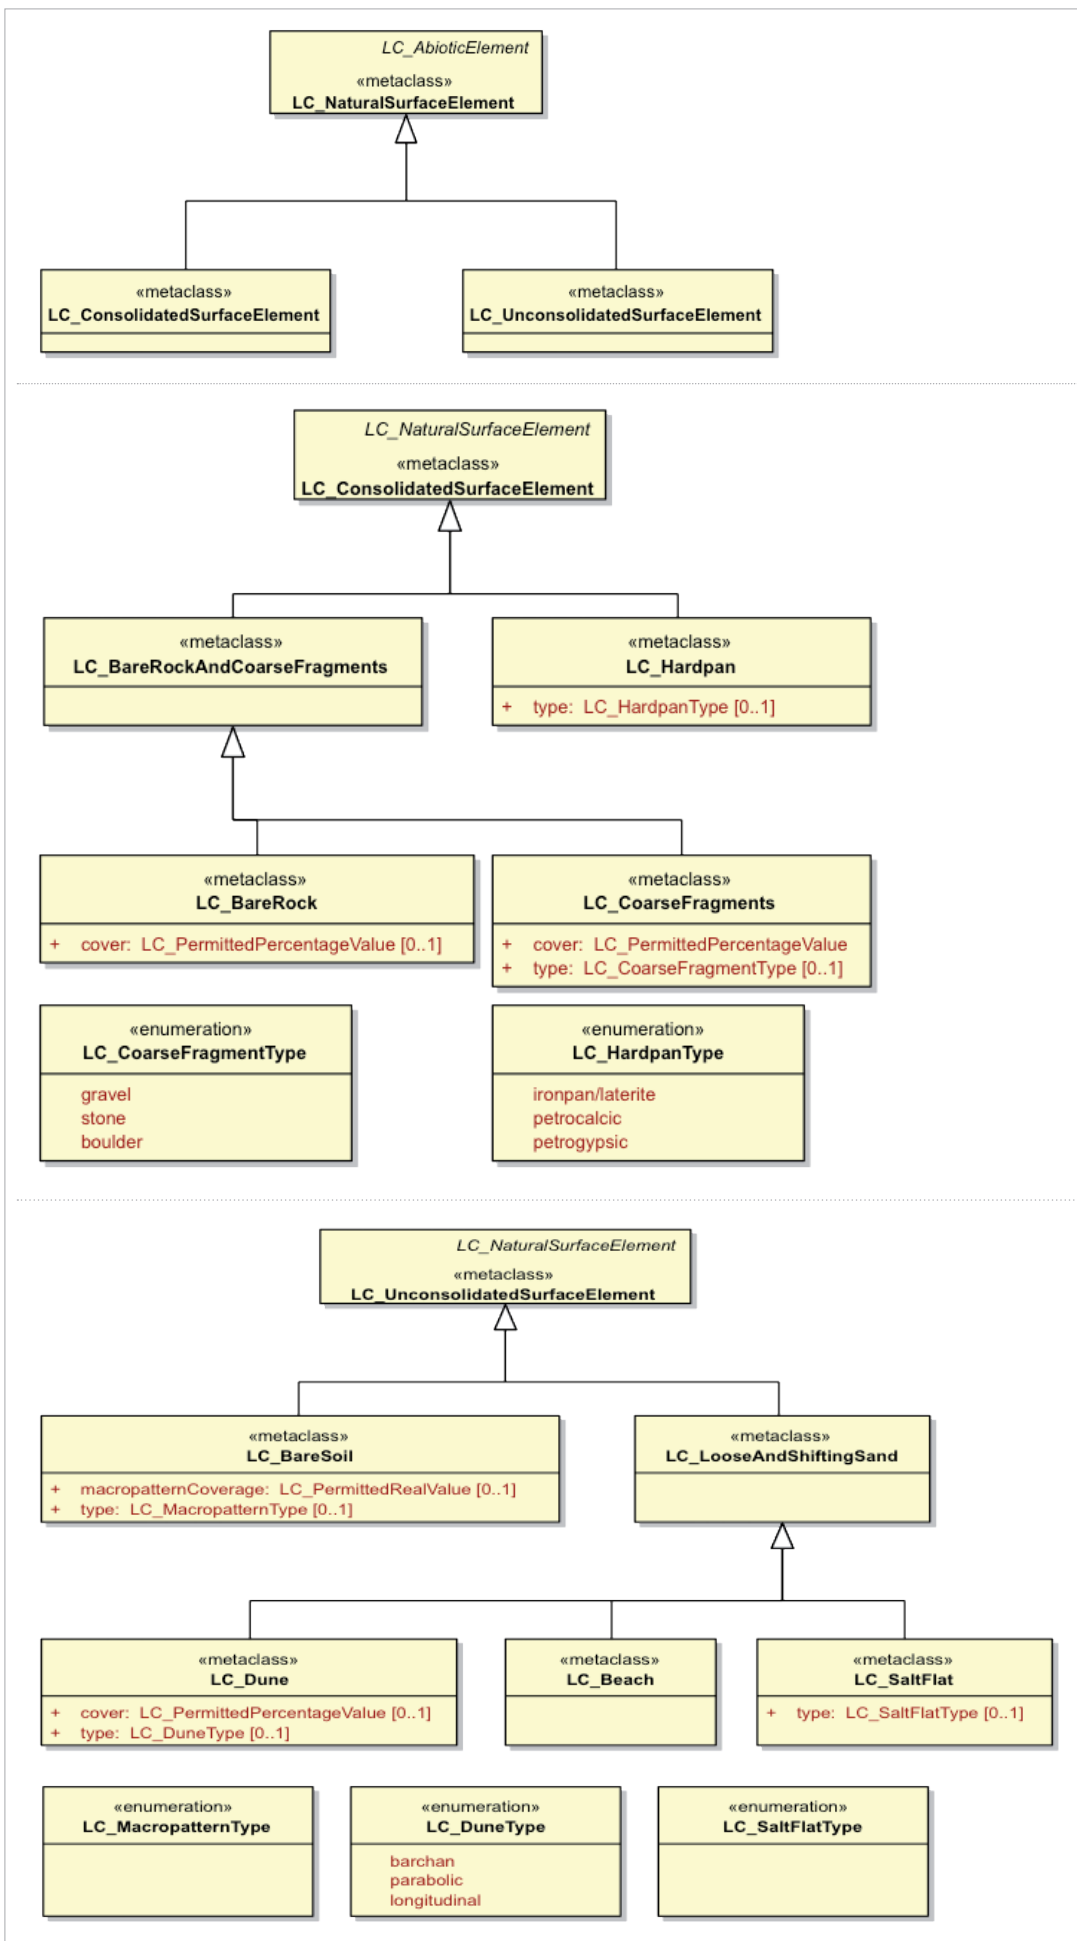 LC_AbioticElement
«metaclass»
LC_NaturalSurfaceElement
«metaclass»
LC_ConsolidatedSurfaceElement
«metaclass»
LC_UnconsolidatedSurfaceElement
LC_NaturalSurfaceElement
«metaclass»
LC_ConsolidatedSurfaceElement
«metaclass»
LC_BareRockAndCoarseFragments
«metaclass»
LC_Hardpan
+ type: LC_HardpanType [0..1]
«metaclass»
LC_BareRock
+ cover: LC_PermittedPercentageValue [0..1]
«metaclass»
LC_CoarseFragments
+ cover: LC_PermittedPercentageValue
+ type: LC_CoarseFragmentType [0..1]
«enumeration»
LC_CoarseFragmentType
gravel
stone
boulder
«enumeration»
LC_HardpanType
ironpan/laterite
petrocalcic
petrogypsic
LC_NaturalSurfaceElement
«metaclass»
LC_UnconsolidatedSurfaceElement
«metaclass»
LC_BareSoil
+ macropatternCoverage: LC_PermittedRealValue [0..1]
+ type: LC_MacropatternType [0..1]
«metaclass»
LC_LooseAndShiftingSand
«metaclass»
LC_Dune
+ cover: LC_PermittedPercentageValue [0..1]
+ type: LC_DuneType [0..1]
«metaclass»
LC_Beach
«metaclass»
LC_SaltFlat
+ type: LC_SaltFlatType [0..1]
«enumeration»
LC_MacropatternType
«enumeration»
LC_DuneType
barchan
parabolic
longitudinal
«enumeration»
LC_SaltFlatType